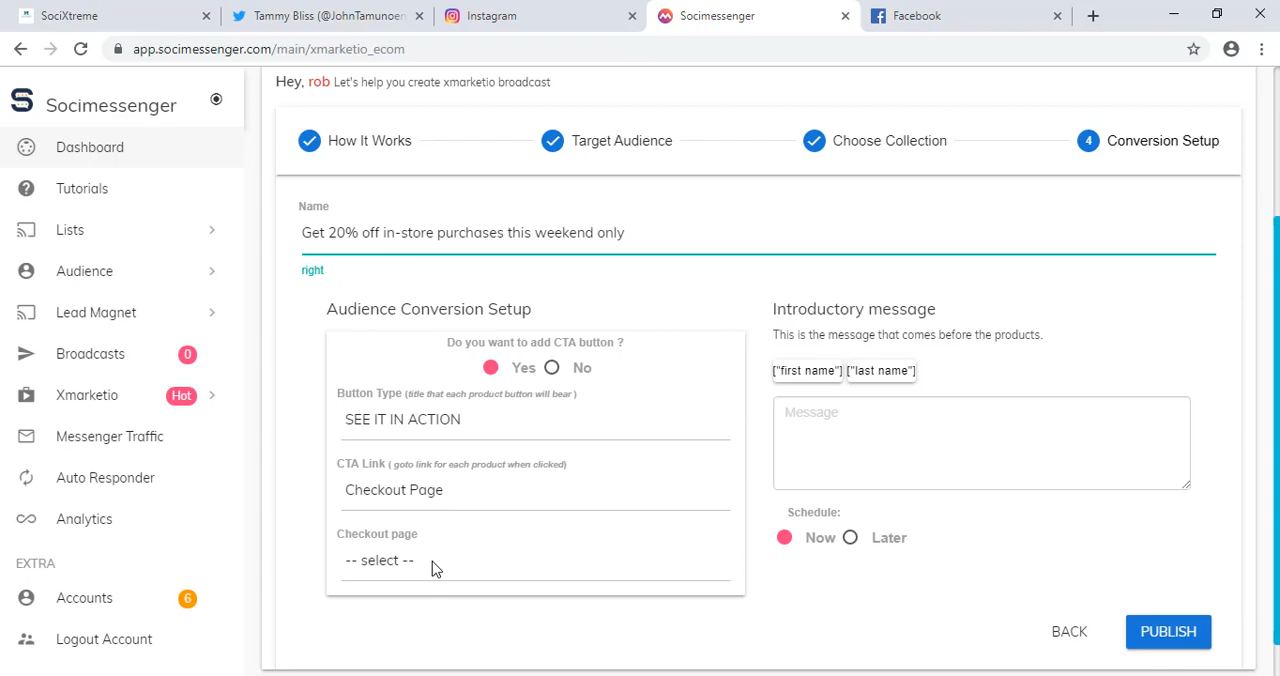 SociXtreme
Tammy Bliss (@JohnTamunoen
Instagram
Socimessenger
Facebook
app.socimessenger.com/main/xmarketio_ecom
Socimessenger
Dashboard
Tutorials
Lists
Audience
Lead Magnet
Broadcasts 0
Xmarketio Hot
Messenger Traffic
Auto Responder
Analytics
EXTRA
Accounts 6
Logout Account
Hey, rob Let's help you create xmarketio broadcast
How It Works
Target Audience
Choose Collection
4 Conversion Setup
Name
Get 20% off in-store purchases this weekend only
right
Audience Conversion Setup
Do you want to add CTA button ?
Yes No
Button Type (title that each product button will bear )
SEE IT IN ACTION
CTA Link ( goto link for each product when clicked)
Checkout Page
Checkout page
-- select --
Introductory message
This is the message that comes before the products.
["first name"] ["last name"]
Message
Schedule:
Now Later
BACK PUBLISH